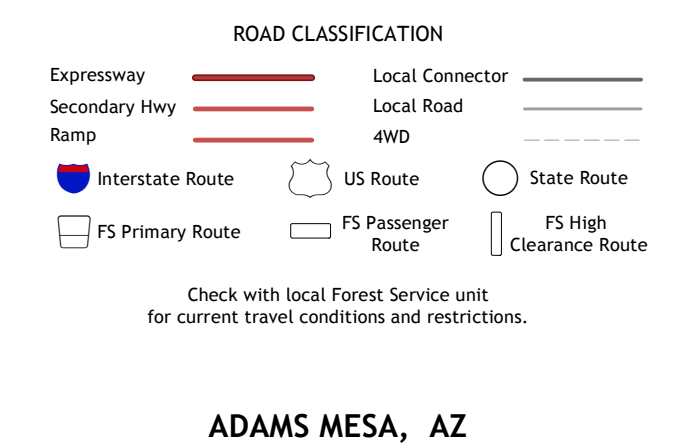 ROAD CLASSIFICATION
Expressway
Local Connector
Secondary Hwy
Local Road
Ramp
4WD
Interstate Route
US Route
State Route
FS Primary Route
FS Passenger
Route
FS High
Clearance Route
Check with local Forest Service unit
for current travel conditions and restrictions.
ADAMS MESA, AZ